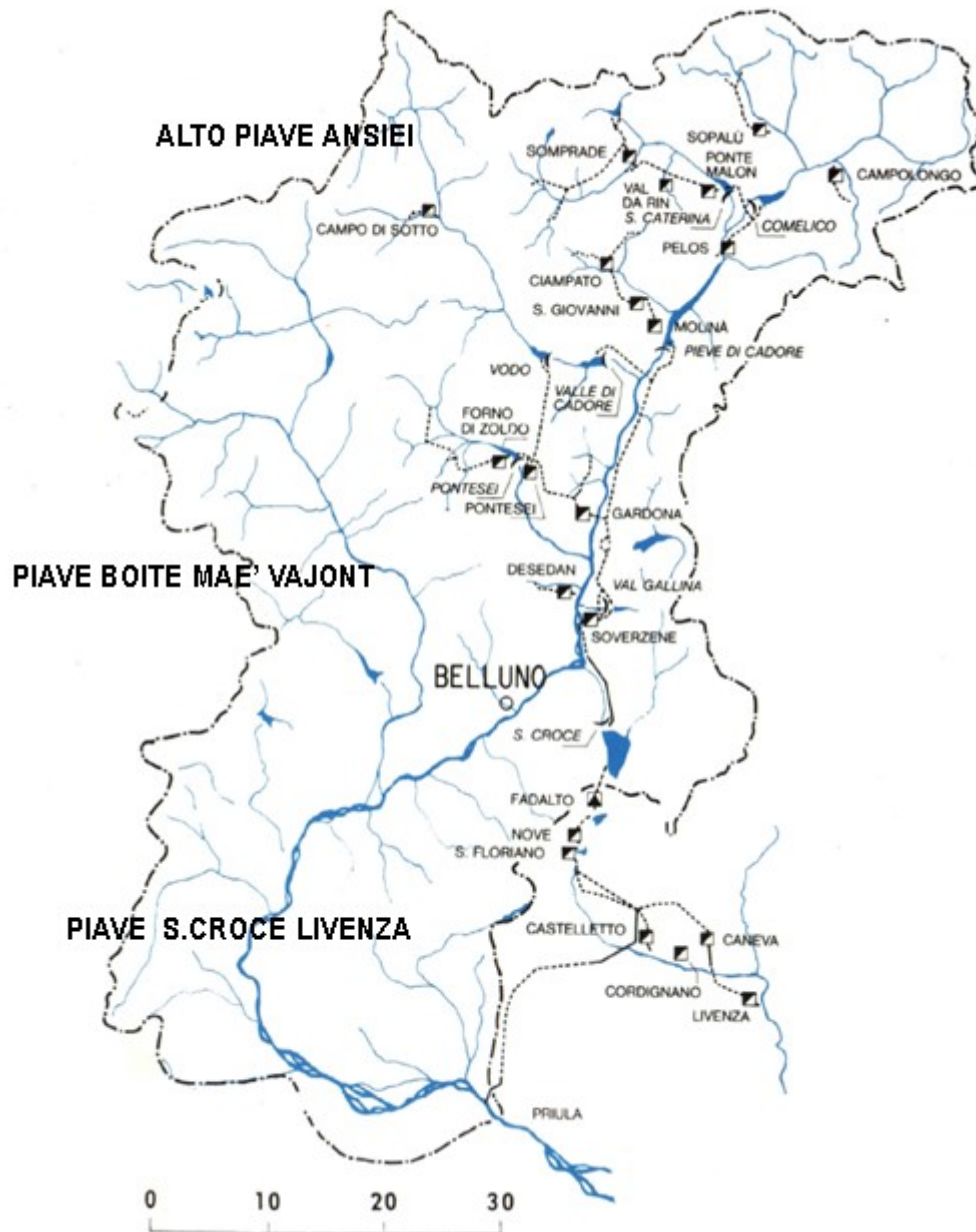 ALTO PIAVE ANSIEI
SOPALÙ
SOMPRADE
PONTE
MALON
CAMPOLONGO
VAL
DA RIN
S. CATERINA
COMELICO
CAMPO DI SOTTO
PELOS
CIAMPATO
S. GIOVANNI
MOLINÀ
PIEVE DI CADORE
VODO
VALLE DI
CADORE
FORNO
DI ZOLDO
PONTESEI
PONTESEI
GARDONA
PIAVE BOITE MAE' VAJONT
DESEDAN
VAL GALLINA
SOVERZENE
BELLUNO
S. CROCE
FADALTO
NOVE
S. FLORIANO
PIAVE S.CROCE LIVENZA
CASTELLETTO
CANEVA
CORDIGNANO
LIVENZA
PRIULA
0 10 20 30